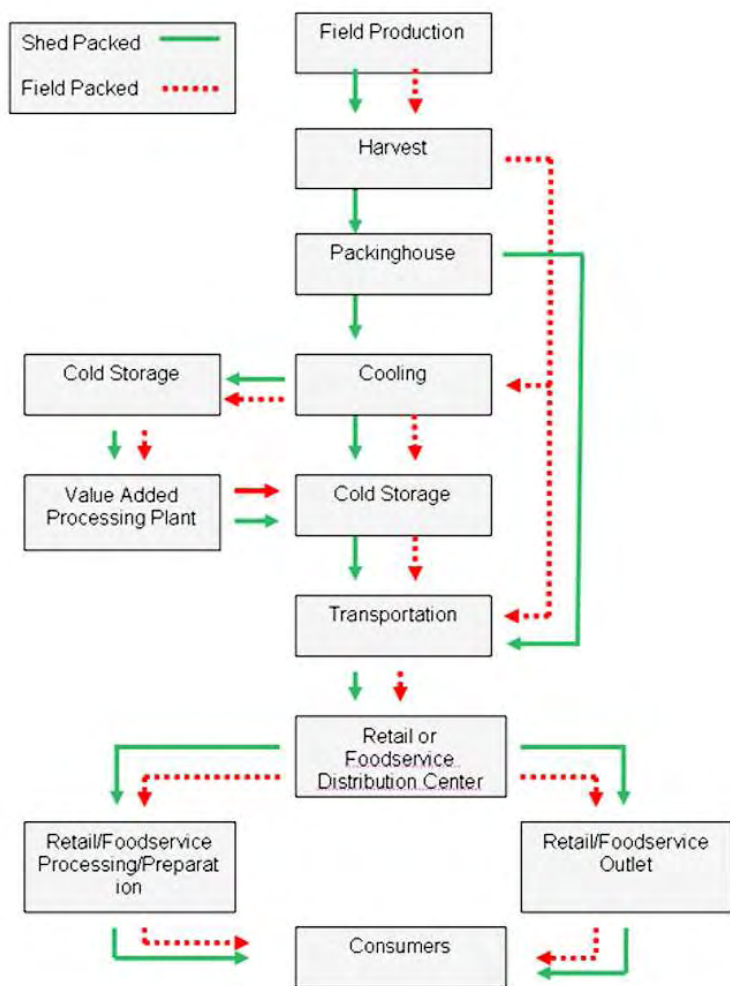 Shed Packed
Field Packed
Field Production
Harvest
Packinghouse
Cold Storage
Cooling
Value Added
Processing Plant
Cold Storage
Transportation
Retail or
Foodservice
Distribution Center
Retail/Foodservice
Processing/Preparat
ion
Retail/Foodservice
Outlet
Consumers